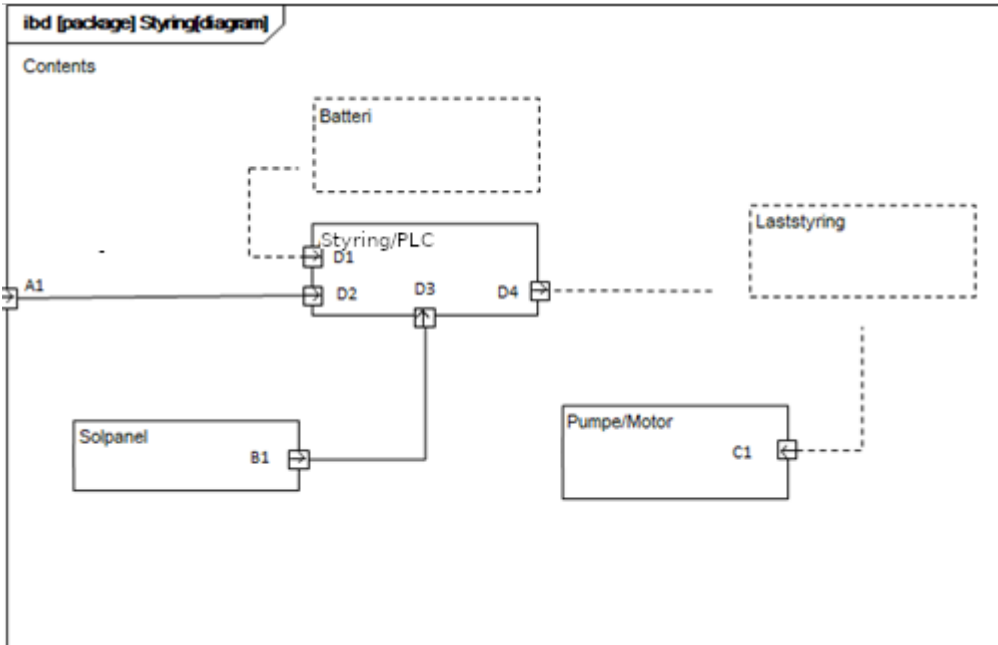 ibd [package] Styring[diagram]
Contents
Batteri
Laststyring
Styring/PLC
D1
A1
D2
D3
D4
Solpanel
B1
Pumpe/Motor
C1